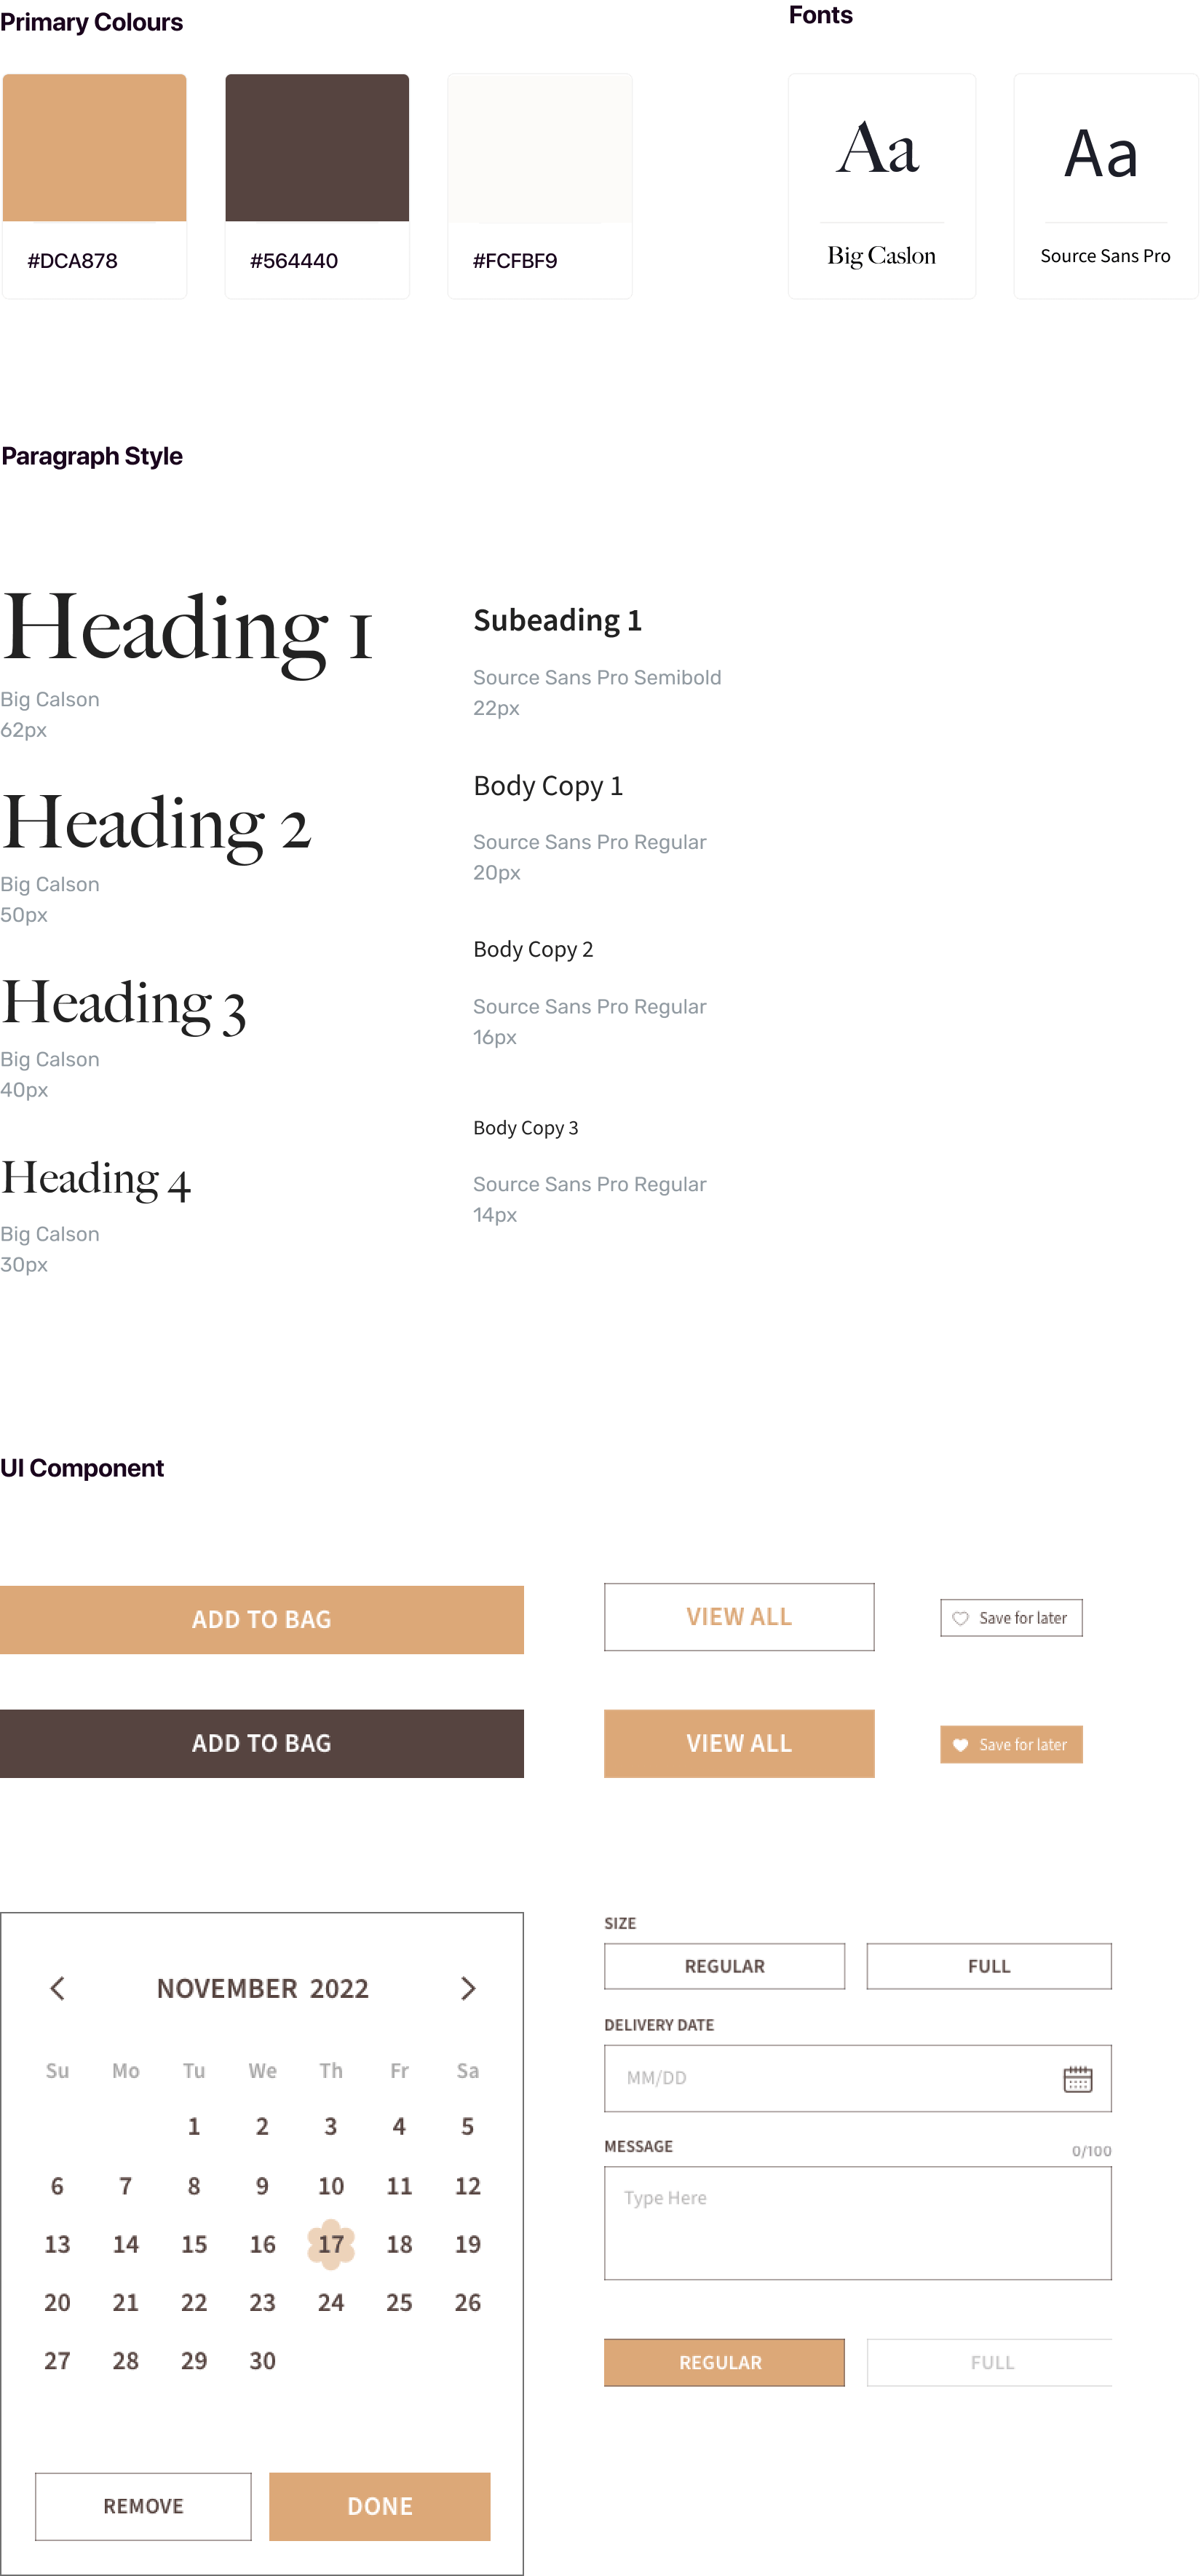 Primary Colours
Fonts
#DCA878
#564440
#FCFBF9
Aa
Big Caslon
Aa
Source Sans Pro
Paragraph Style
Heading 1
Big Calson
62px
Heading 2
Big Calson
50px
Heading 3
Big Calson
40px
Heading 4
Big Calson
30px
Subeading 1
Source Sans Pro Semibold
22px
Body Copy 1
Source Sans Pro Regular
20px
Body Copy 2
Source Sans Pro Regular
16px
Body Copy 3
Source Sans Pro Regular
14px
UI Component
ADD TO BAG
VIEW ALL
Save for later
ADD TO BAG
VIEW ALL
Save for later
NOVEMBER 2022
Su Mo Tu We Th Fr Sa
1 2 3 4 5
6 7 8 9 10 11 12
13 14 15 16 17 18 19
20 21 22 23 24 25 26
27 28 29 30
REMOVE DONE
SIZE
REGULAR FULL
DELIVERY DATE
MM/DD
MESSAGE 0/100
Type Here
REGULAR FULL